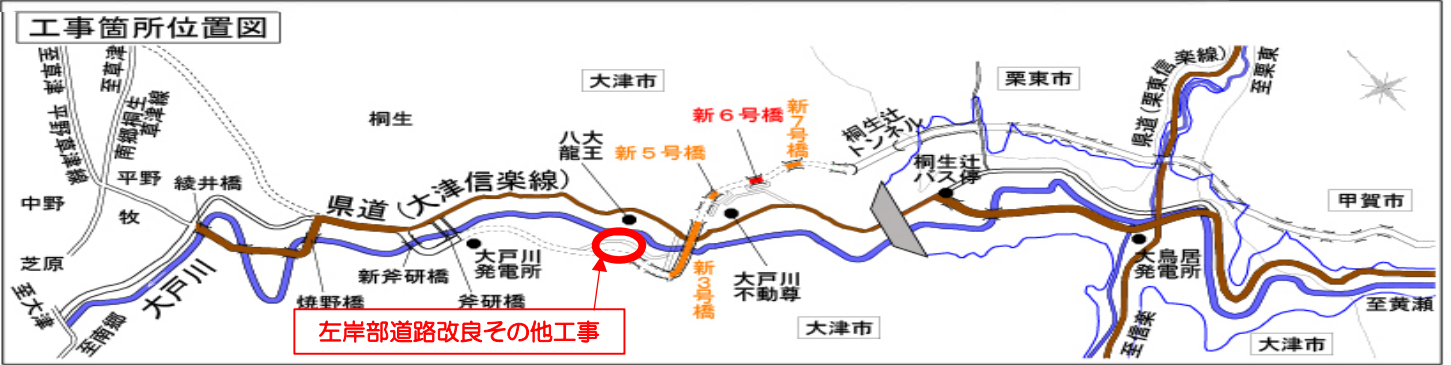 工事箇所位置図
至草津
平野草津線
至草津
南郷桐生草津線
中野
平野
牧
芝原
綾井橋
至大津
至南郷
大戸川
桐生
県道(大津信楽線)
焼野橋
新斧研橋
斧研橋
大戸川
発電所
八大
龍王
大津市
新5号橋
新6号橋
新7号橋
新3号橋
大戸川
不動尊
左岸部道路改良その他工事
大津市
桐生辻
トンネル
桐生辻
バス停
栗東市
県道(栗東信楽線)
至栗東
甲賀市
大鳥居
発電所
至信楽
大津市
至黄瀬